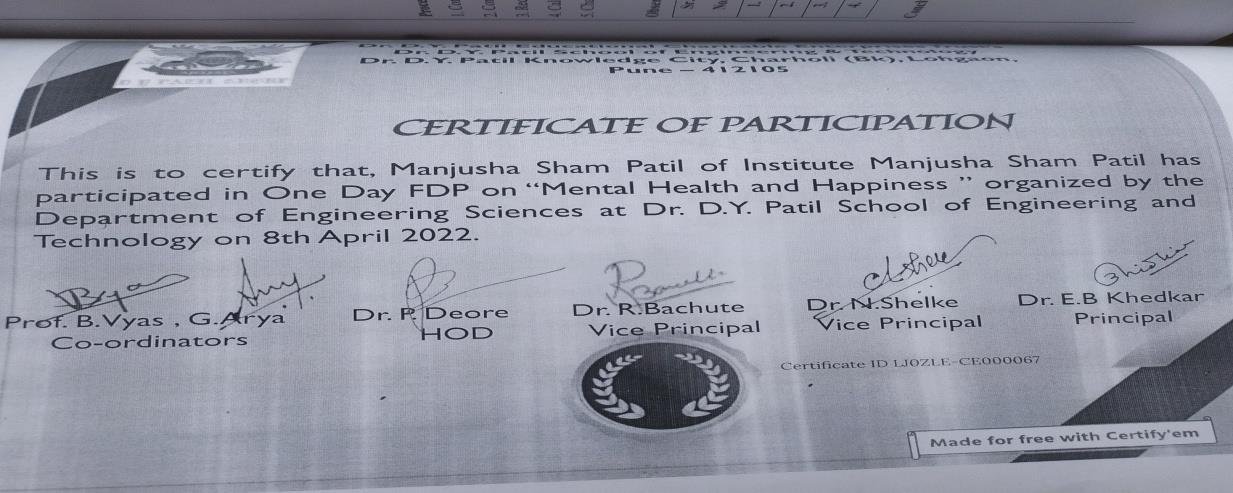 Dr. D.Y. Patil Educational
Dr. D.Y. Patil School of Engineering & Technology
Dr. D.Y. Patil Knowledge City, Charholi (Bk), Lohgaon,
Pune – 412105
CERTIFICATE OF PARTICIPATION
This is to certify that, Manjusha Sham Patil of Institute Manjusha Sham Patil has
participated in One Day FDP on “Mental Health and Happiness ” organized by the
Department of Engineering Sciences at Dr. D.Y. Patil School of Engineering and
Technology on 8th April 2022.
Prof. B.Vyas , G.Arya
Co-ordinators
Dr. P. Deore
HOD
Dr. R.Bachute
Vice Principal
Dr. N.Shelke
Vice Principal
Dr. E.B Khedkar
Principal
Certificate ID LJOZLE-CE000067
Made for free with Certify'em